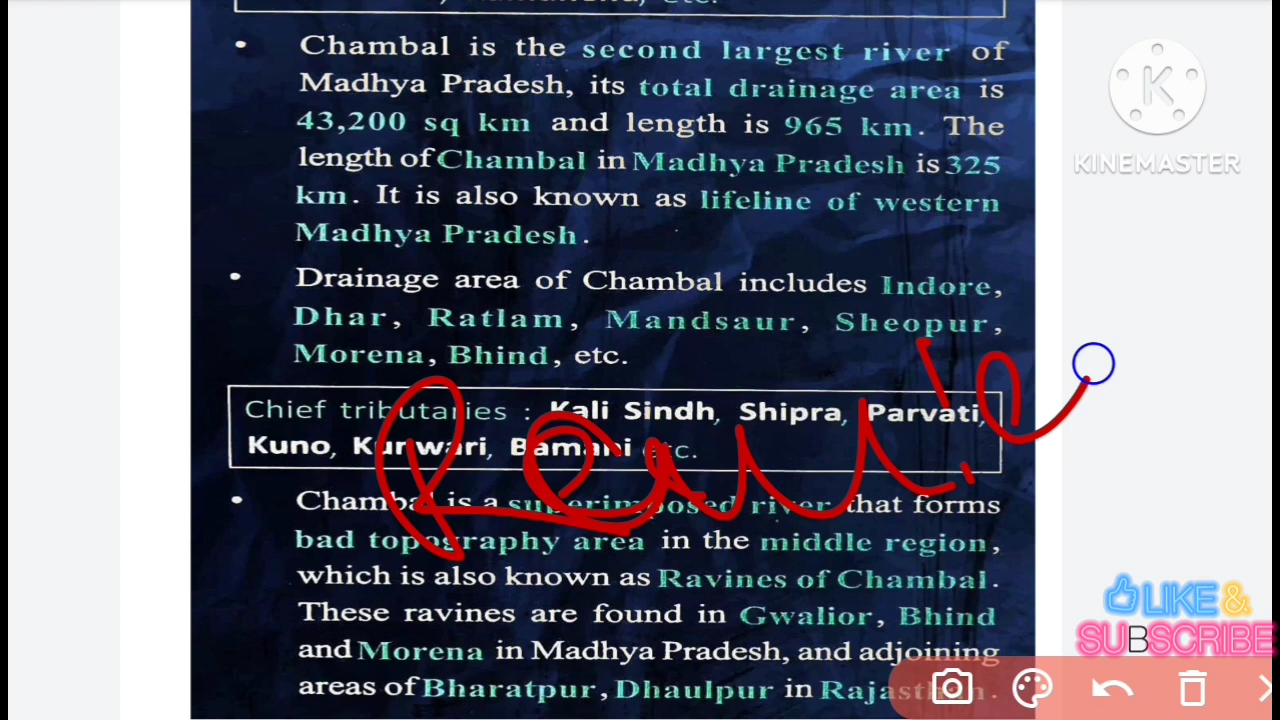 Chambal is the second largest river of
Madhya Pradesh, its total drainage area is
43,200 sq km and length is 965 km. The
length of Chambal in Madhya Pradesh is 325
km. It is also known as lifeline of western
Madhya Pradesh.
Drainage area of Chambal includes Indore,
Dhar, Ratlam, Mandsaur, Sheopur,
Morena, Bhind, etc.
Chief tributaries : Kali Sindh, Shipra, Parvati,
Kuno, Kunwari, Bamani etc.
Chambal is a superimposed river that forms
bad topography area in the middle region,
which is also known as Ravines of Chambal.
These ravines are found in Gwalior, Bhind
and Morena in Madhya Pradesh, and adjoining
areas of Bharatpur, Dhaulpur in Rajasthan.
K
KINEMASTER
LIKE &
SUBSCRIBE